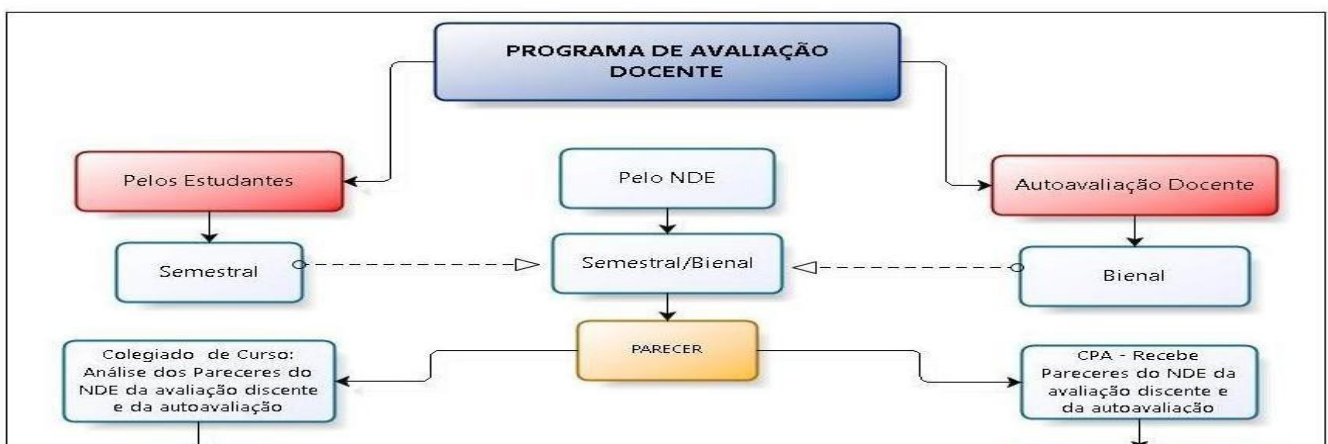 PROGRAMA DE AVALIAÇÃO
DOCENTE
Pelos Estudantes
Pelo NDE
Autoavaliação Docente
Semestral
Semestral/Bienal
Bienal
PARECER
Colegiado de Curso:
Análise dos Pareceres do
NDE da avaliação discente
e da autoavaliação
CPA - Recebe
Pareceres do NDE da
avaliação discente e
da autoavaliação